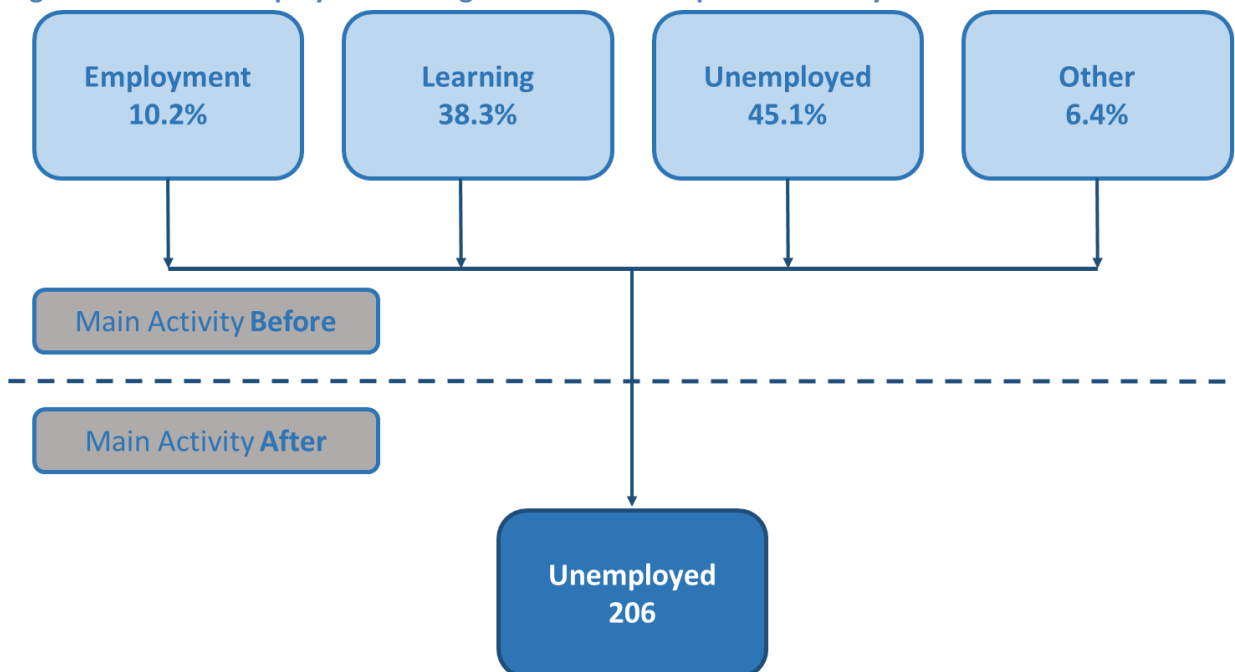 Employment
10.2%
Learning
38.3%
Unemployed
45.1%
Other
6.4%
Main Activity Before
Main Activity After
Unemployed
206